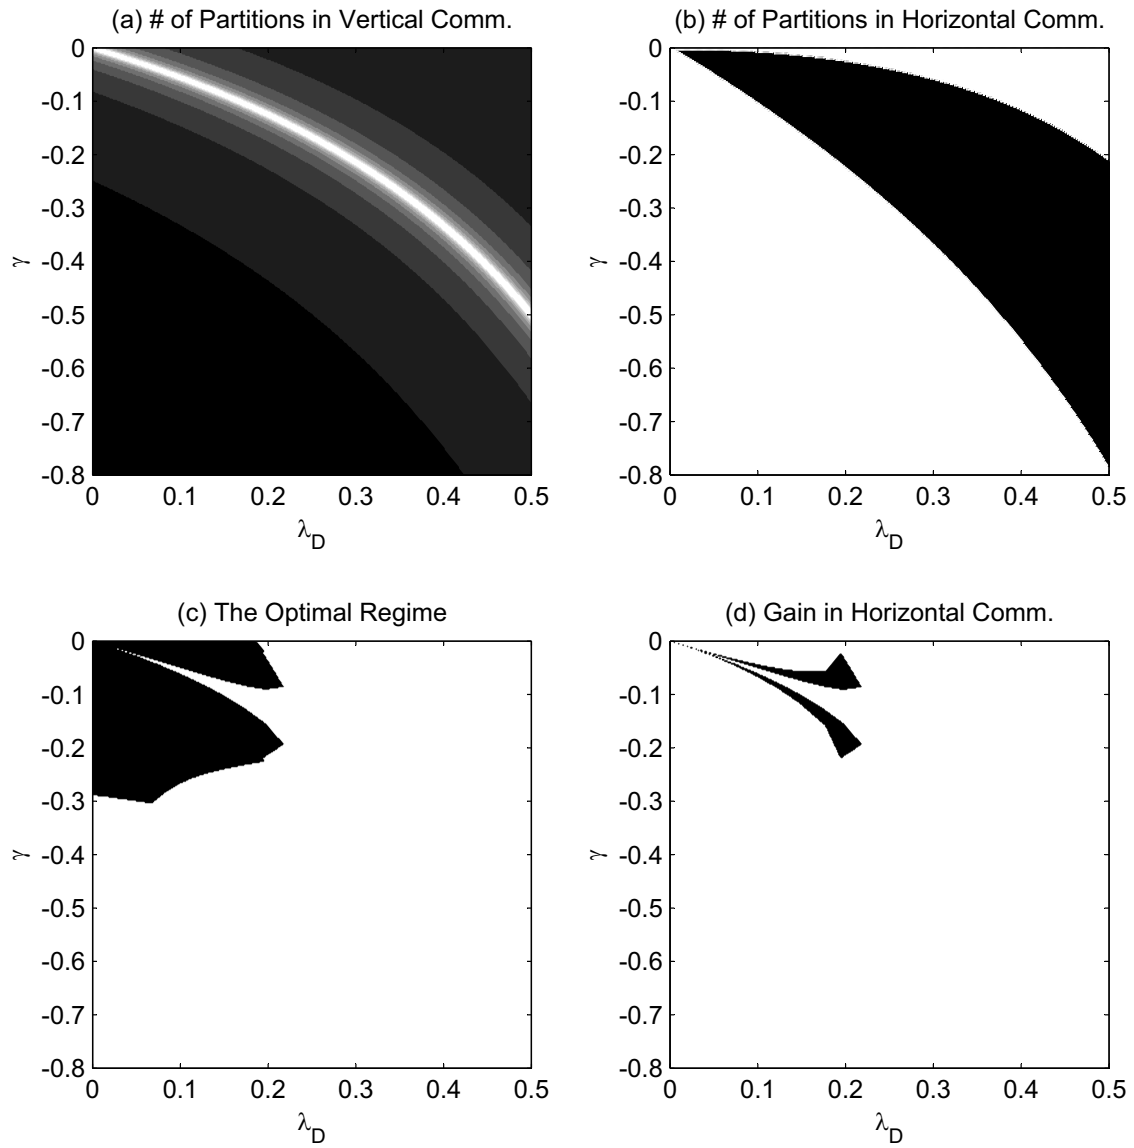 (a) # of Partitions in Vertical Comm.
0
-0.1
-0.2
-0.3
-0.4
-0.5
-0.6
-0.7
-0.8
γ
0 0.1 0.2 0.3 0.4 0.5
λD
(b) # of Partitions in Horizontal Comm.
0
-0.1
-0.2
-0.3
-0.4
-0.5
-0.6
-0.7
-0.8
γ
0 0.1 0.2 0.3 0.4 0.5
λD
(c) The Optimal Regime
0
-0.1
-0.2
-0.3
-0.4
-0.5
-0.6
-0.7
-0.8
γ
0 0.1 0.2 0.3 0.4 0.5
λD
(d) Gain in Horizontal Comm.
0
-0.1
-0.2
-0.3
-0.4
-0.5
-0.6
-0.7
-0.8
γ
0 0.1 0.2 0.3 0.4 0.5
λD